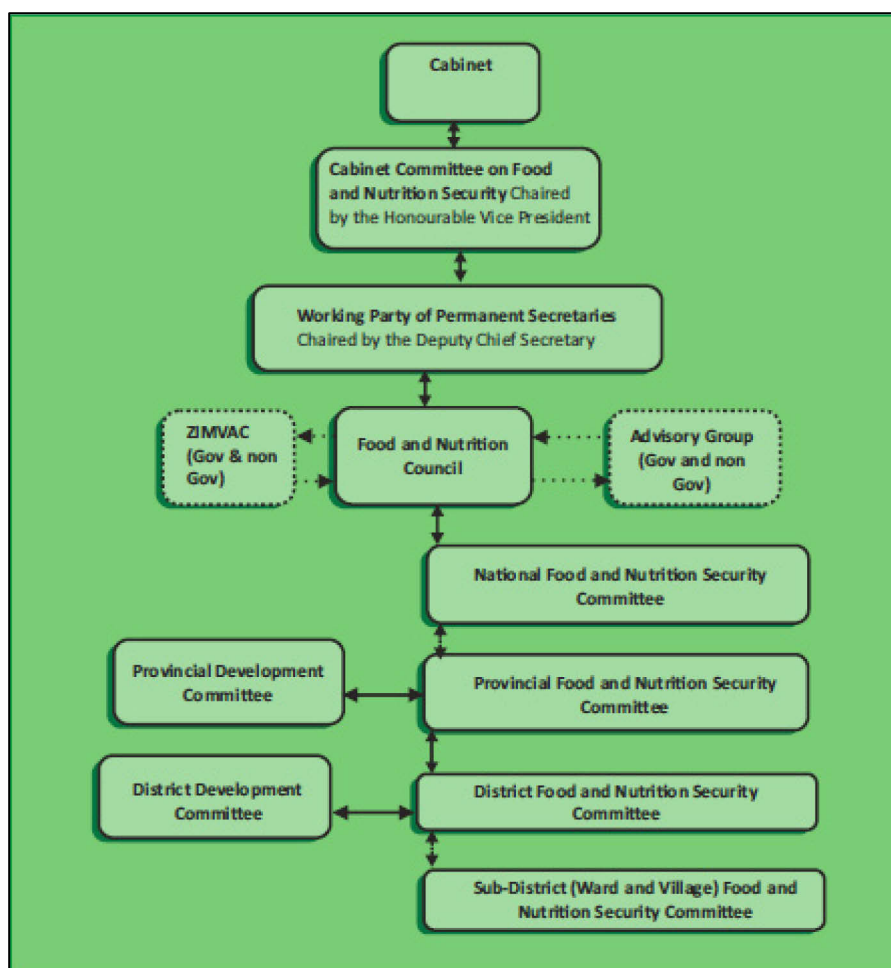 Cabinet
Cabinet Committee on Food
and Nutrition Security Chaired
by the Honourable Vice President
Working Party of Permanent Secretaries
Chaired by the Deputy Chief Secretary
ZIMVAC
(Gov & non
Gov)
Food and Nutrition
Council
Advisory Group
(Gov and non
Gov)
National Food and Nutrition Security
Committee
Provincial Development
Committee
Provincial Food and Nutrition Security
Committee
District Development
Committee
District Food and Nutrition Security
Committee
Sub-District (Ward and Village) Food and
Nutrition Security Committee